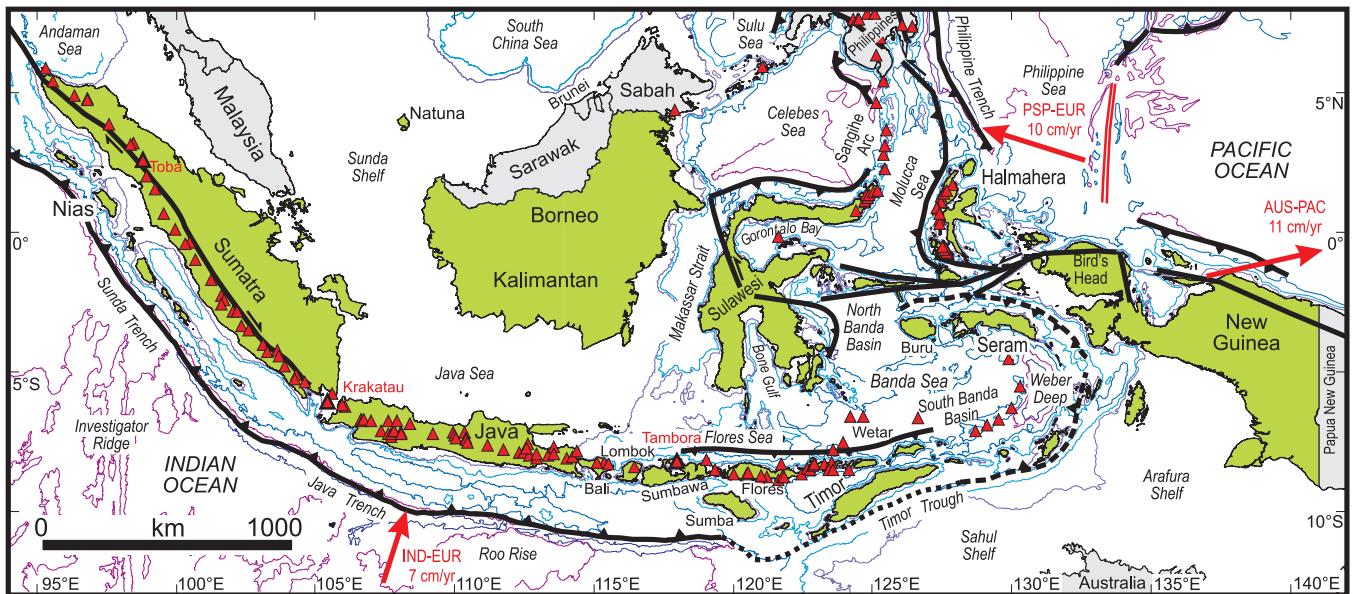 Andaman
Sea
South
China Sea
Sulu
Sea
Philippines
Philippine Trench
Philippine
Sea
5°N
Malaysia
Natuna
Brunei
Sabah
Celebes
Sea
Sangihe
Arc
PSP-EUR
10 cm/yr
PACIFIC
OCEAN
Toba
Sunda
Shelf
Sarawak
Molucca
Sea
Halmahera
AUS-PAC
11 cm/yr
Nias
Borneo
0°
0°
Sumatra
Gorontalo Bay
Kalimantan
Makassar Strait
Sulawesi
Bird's
Head
Sunda Trench
North
Banda
Basin
Buru
Seram
New
Guinea
Papua New Guinea
5°S
Java Sea
Bone Gulf
Banda Sea
Weber
Deep
Krakatau
South Banda
Basin
Investigator
Ridge
Java
Tambora
Flores Sea
Wetar
Lombok
INDIAN
OCEAN
Java
Trench
Bali
Sumbawa
Flores
Timor
Arafura
Shelf
Sumba
Timor Trough
10°S
0
km
1000
IND-EUR
7 cm/yr
Roo Rise
Sahul
Shelf
Australia
95°E
100°E
105°E
110°E
115°E
120°E
125°E
130°E
135°E
140°E